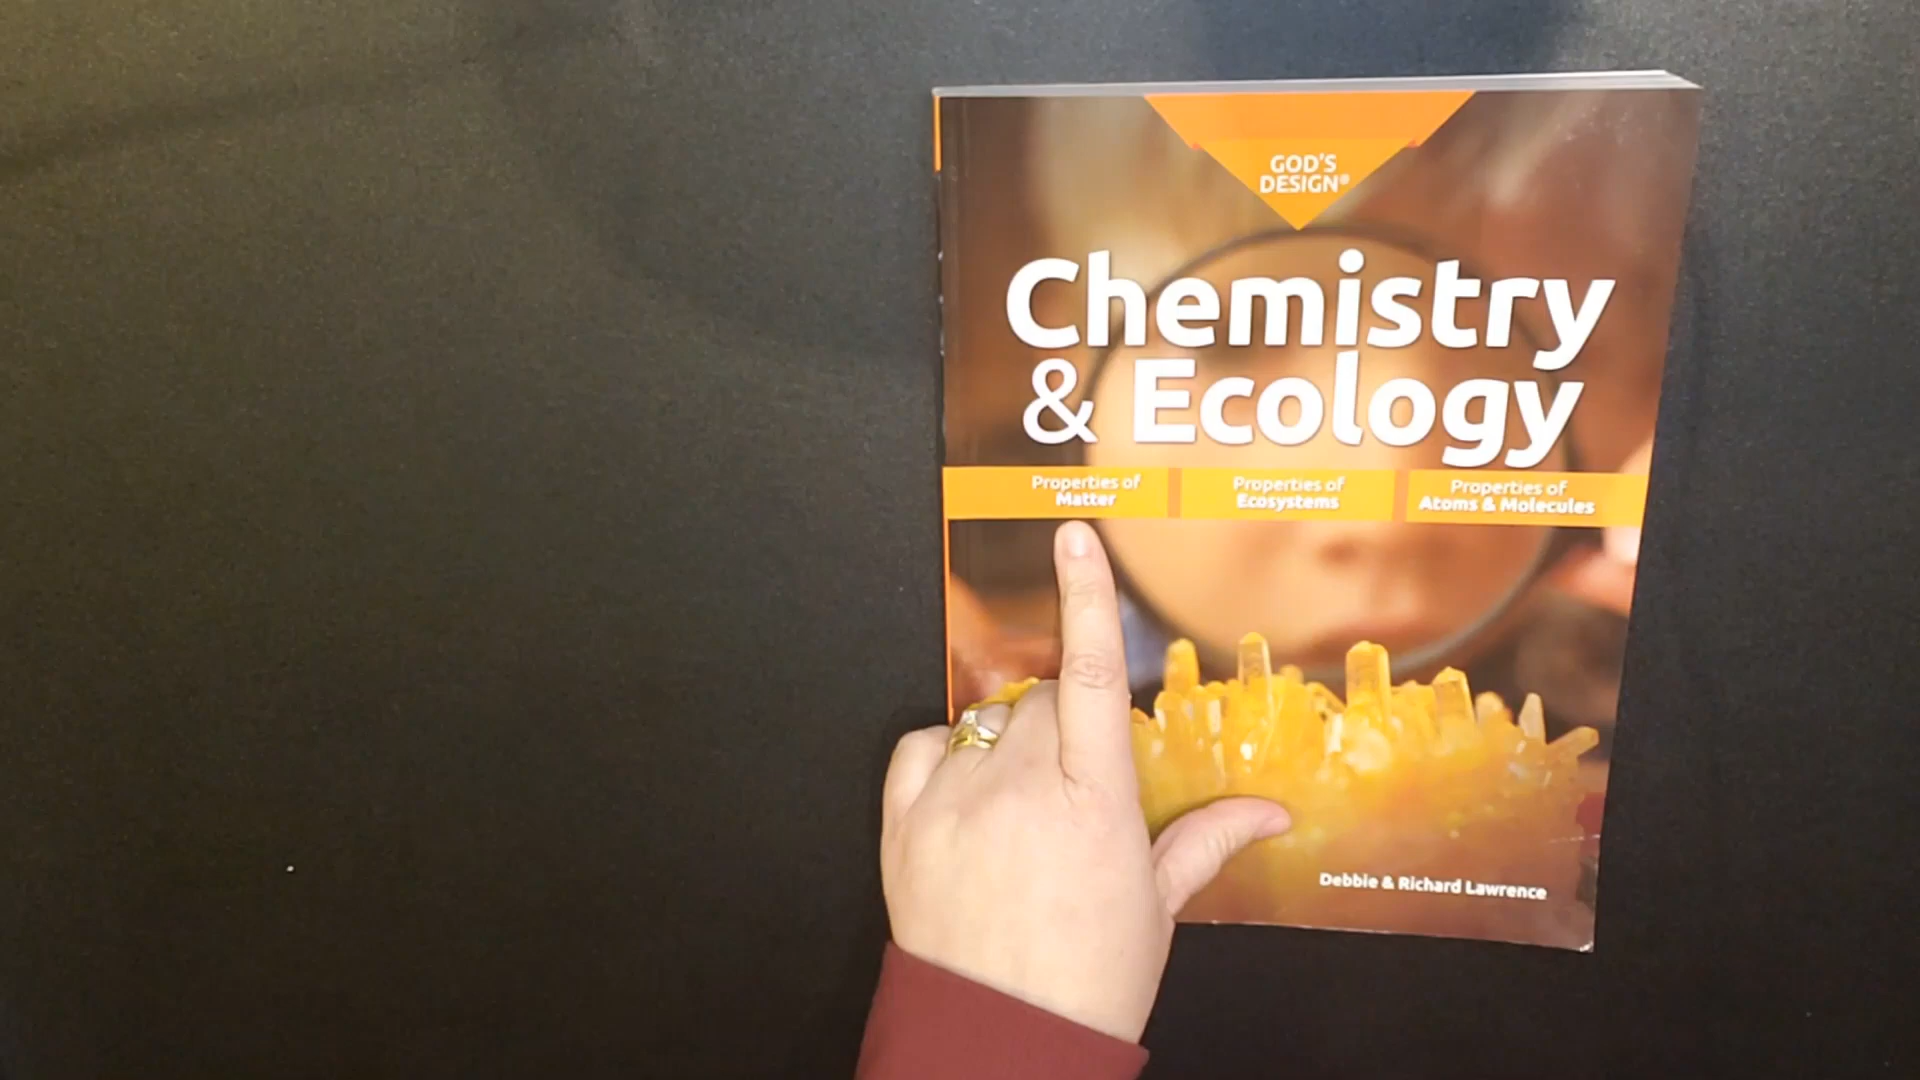 GOD'S
DESIGN®
Chemistry
& Ecology
Properties of
Matter
Properties of
Ecosystems
Properties of
Atoms & Molecules
Debbie & Richard Lawrence